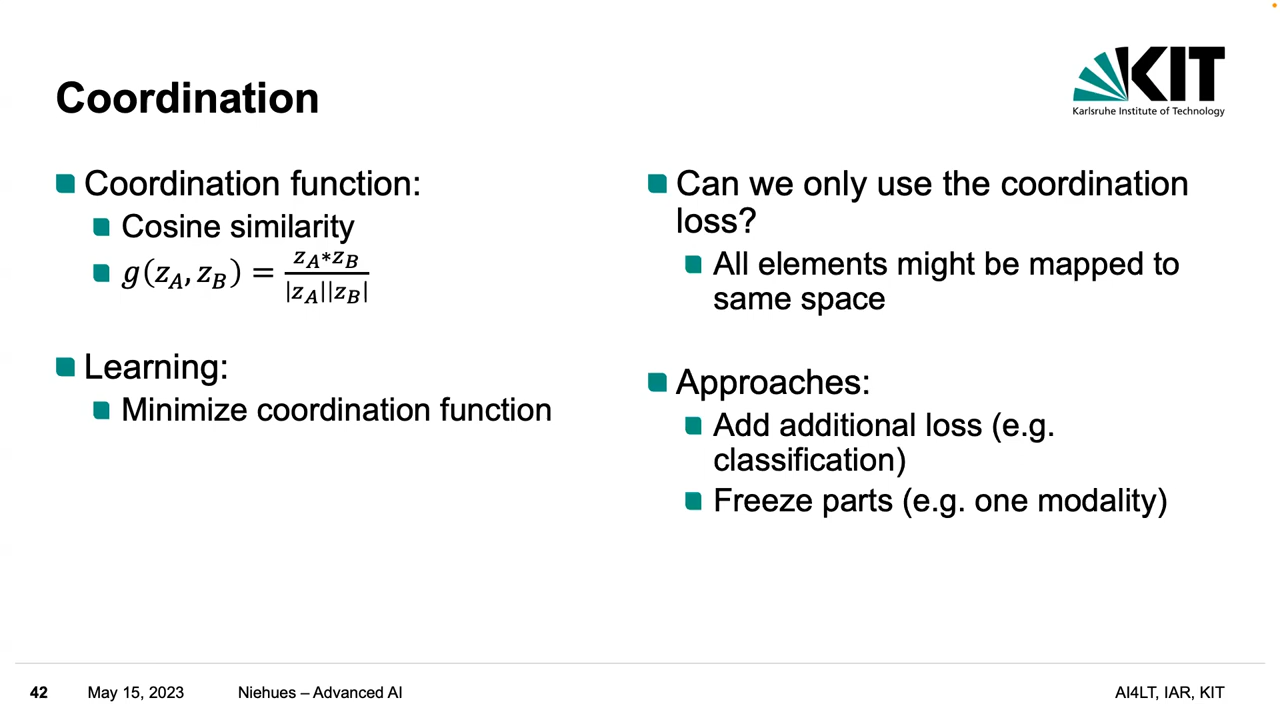 Coordination
KIT
Karlsruhe Institute of Technology
Coordination function:
Cosine similarity
g(z_A, z_B) = \frac{z_A * z_B}{|z_A||z_B|}
Learning:
Minimize coordination function
Can we only use the coordination
loss?
All elements might be mapped to
same space
Approaches:
Add additional loss (e.g.
classification)
Freeze parts (e.g. one modality)
42 May 15, 2023 Niehues – Advanced AI AI4LT, IAR, KIT